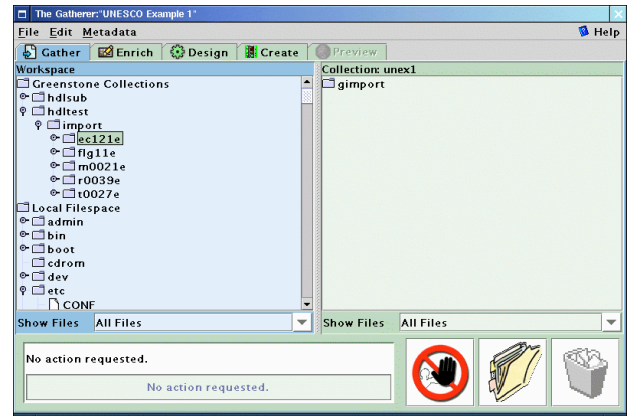 The Gatherer:"UNESCO Example 1"
File Edit Metadata Help
Gather Enrich Design Create Preview
Workspace
Greenstone Collections
hdlsub
hdltest
import
ec121e
flg11e
m0021e
r0039e
t0027e
Local Filespace
admin
bin
boot
cdrom
dev
etc
CONF
Show Files All Files
Collection: unex1
gimport
Show Files All Files
No action requested.
No action requested.